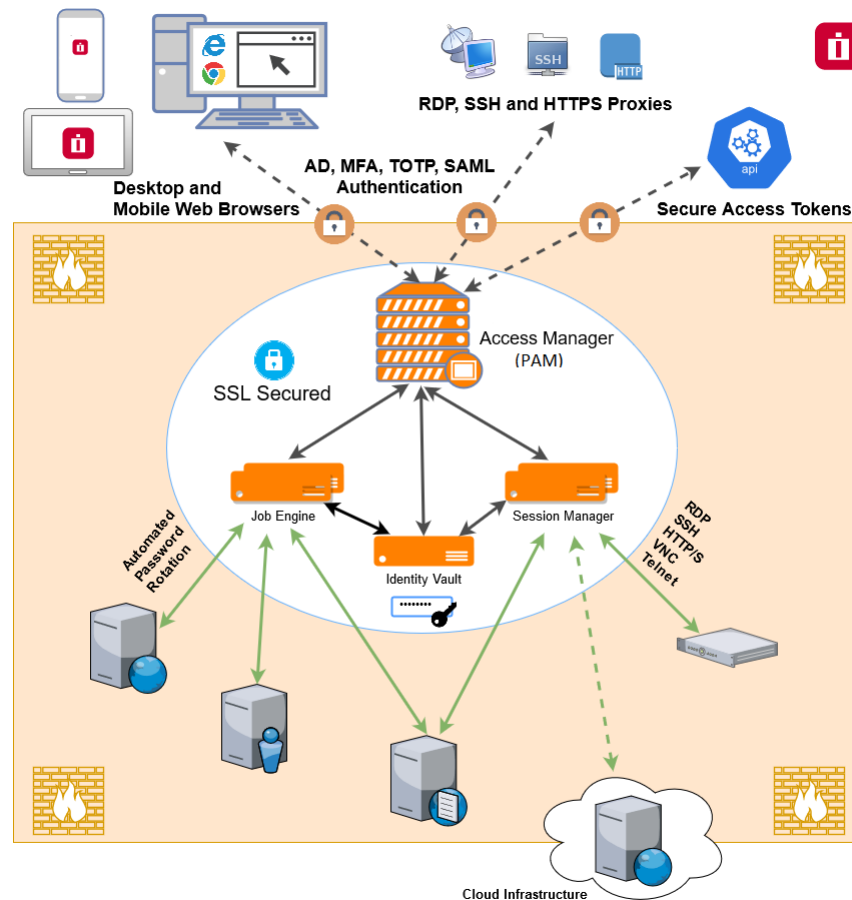 SSH
HTTP
RDP, SSH and HTTPS Proxies
api
AD, MFA, TOTP, SAML
Authentication
Desktop and
Mobile Web Browsers
Secure Access Tokens
Access Manager
(PAM)
SSL Secured
Job Engine
Session Manager
Identity Vault
Automated
Password
Rotation
RDP
SSH
HTTP/S
VNC
Telnet
Cloud Infrastructure